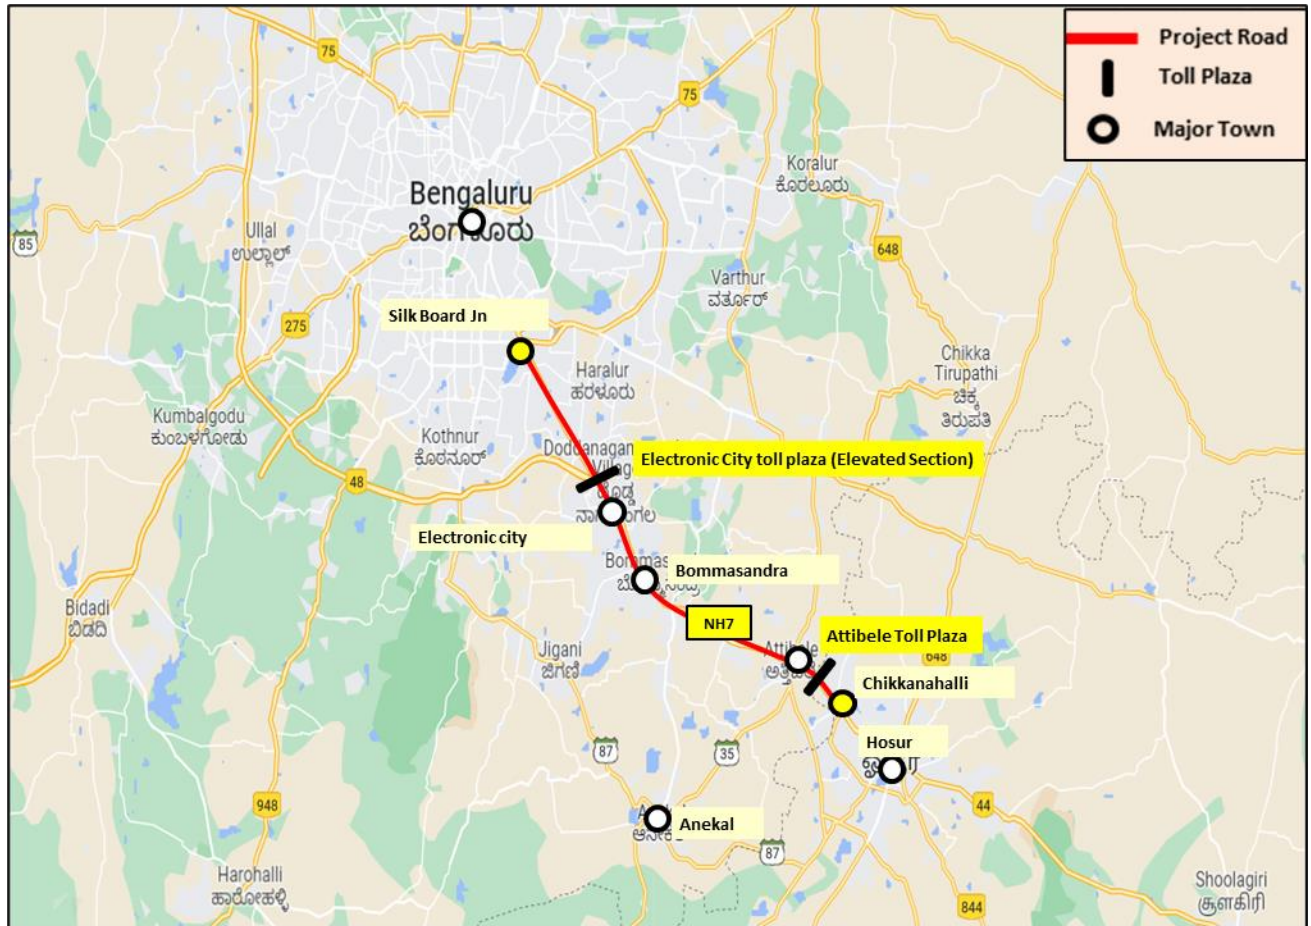 Project Road
Toll Plaza
Major Town
75
75
Koralur
ಕೊರಲೂರು
Bengaluru
Ullal
ಉಲ್ಲಾಲ್
85
648
Varthur
ವರ್ತೂರ್
Silk Board Jn
275
Haralur
ಹರಳೂರು
Chikka
Tirupathi
ಚಿಕ್ಕ
ತಿರುಪತಿ
Kumbalgodu
ಕುಂಬಳಗೋಡು
Kothnur
ಕೊಠನೂರ್
Electronic City toll plaza (Elevated Section)
48
Electronic city
Bommasandra
Bidadi
ಬಿಡದಿ
NH7
Attibele Toll Plaza
Attibele
Jigani
ಜಿಗಣಿ
648
Chikkanahalli
Hosur
87
35
948
44
Anekal
87
Harohalli
ಹಾರೋಹಳ್ಳಿ
Shoolagiri
சூளகிரி
844